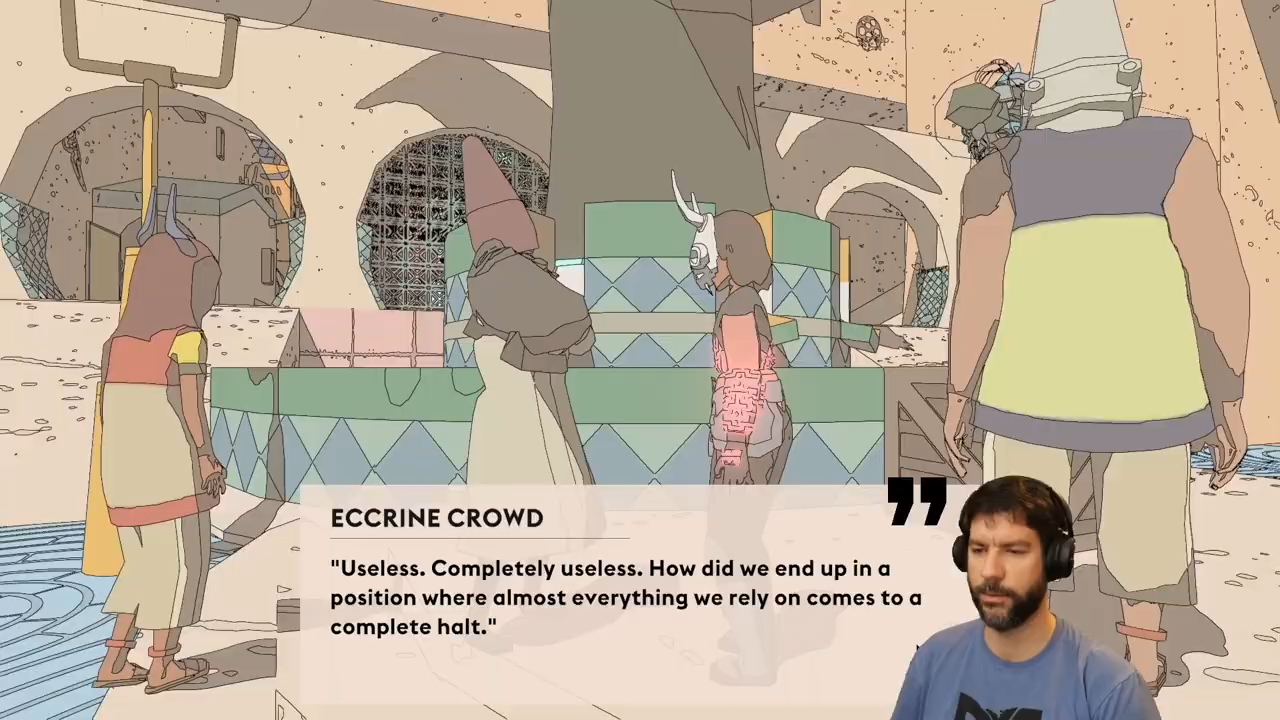 ECCRINE CROWD
"Useless. Completely useless. How did we end up in a
position where almost everything we rely on comes to a
complete halt."